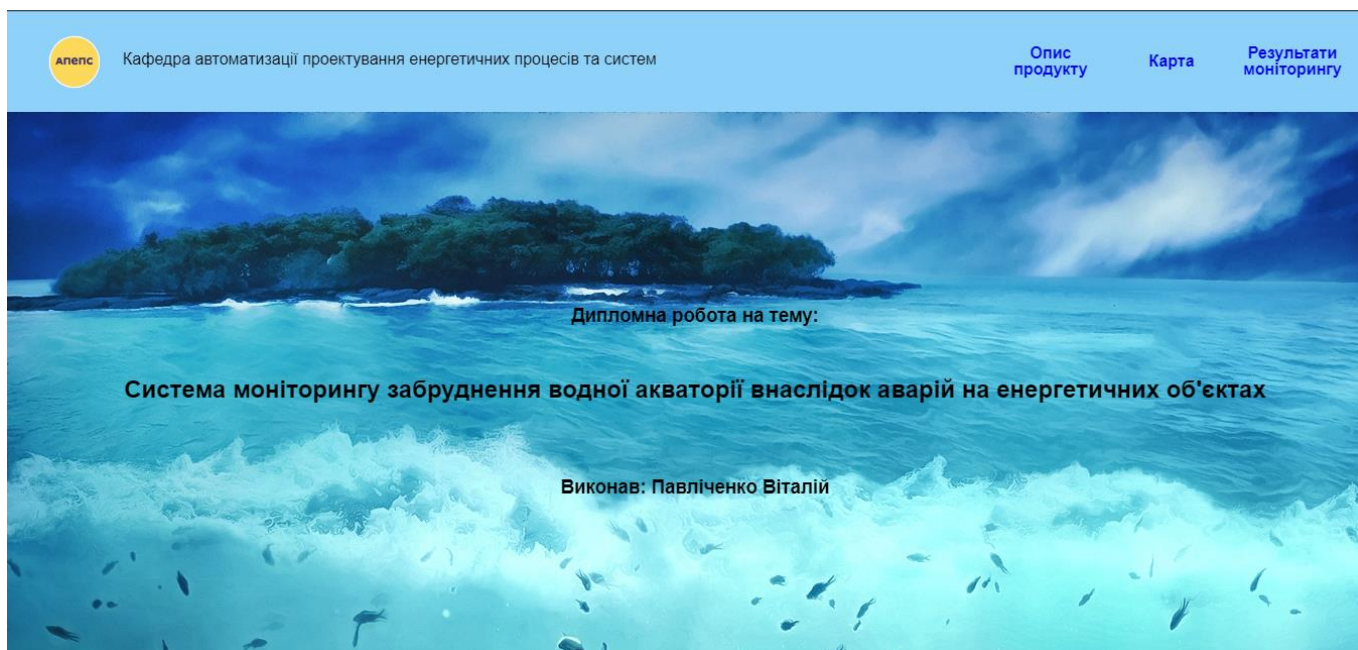 АПЕПС
Кафедра автоматизації проектування енергетичних процесів та систем
Опис
продукту
Карта
Результати
моніторингу
Дипломна робота на тему:
Система моніторингу забруднення водної акваторії внаслідок аварій на енергетичних об'єктах
Виконав: Павліченко Віталій